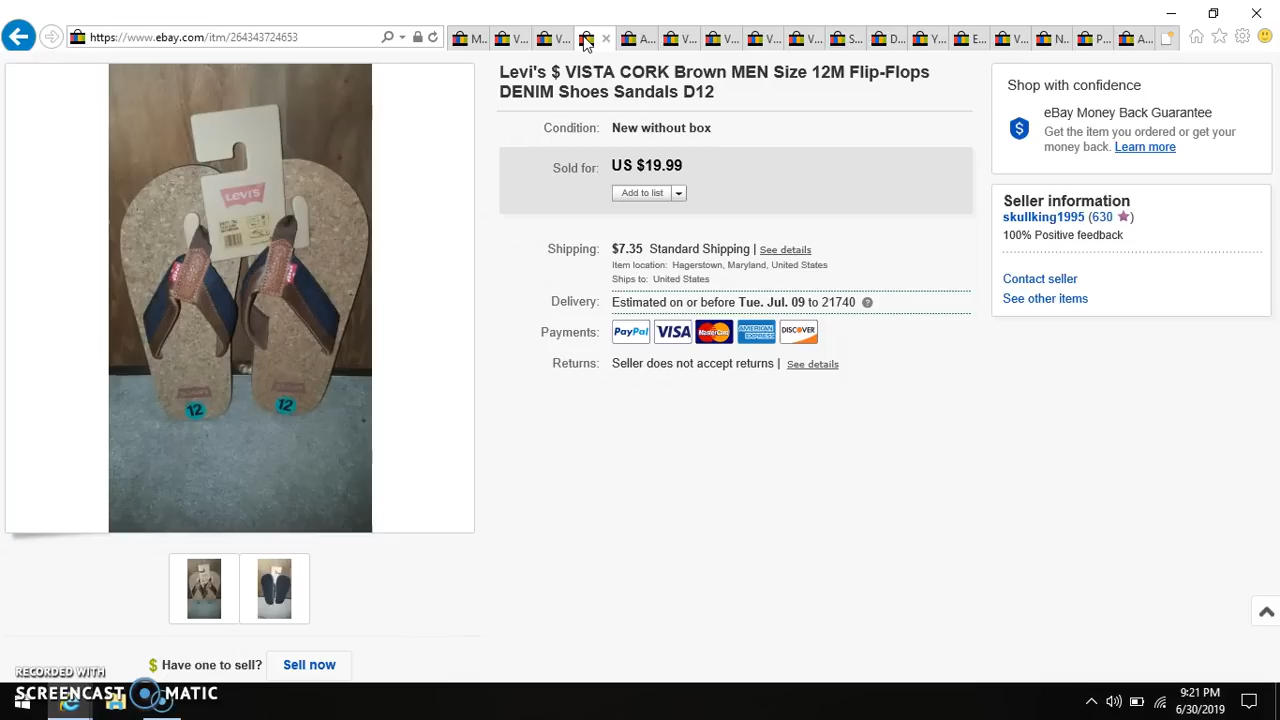 https://www.ebay.com/itm/264343724653
M...
V...
V...
A...
V...
V...
V...
V...
S...
D...
Y...
E...
V...
N...
P...
A...
Levi's $ VISTA CORK Brown MEN Size 12M Flip-Flops
DENIM Shoes Sandals D12
Condition: New without box
Sold for: US $19.99
Add to list
Shipping: $7.35 Standard Shipping | See details
Item location: Hagerstown, Maryland, United States
Ships to: United States
Delivery: Estimated on or before Tue. Jul. 09 to 21740
Payments: PayPal VISA MasterCard AMERICAN EXPRESS DISCOVER
Returns: Seller does not accept returns | See details
Shop with confidence
eBay Money Back Guarantee
Get the item you ordered or get your
money back. Learn more
Seller information
skullking1995 (630)
100% Positive feedback
Contact seller
See other items
Levi's
12
12
$ Have one to sell? Sell now
RECORDED WITH
SCREENCAST MATIC
9:21 PM
6/30/2019